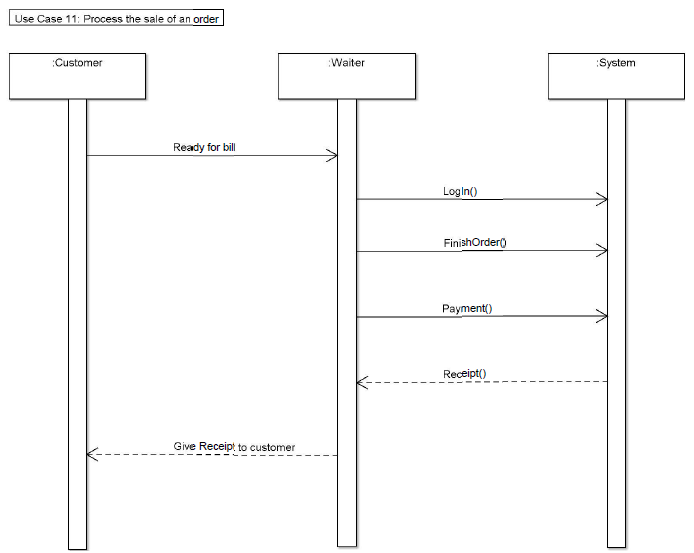 Use Case 11: Process the sale of an order
:Customer
:Waiter
:System
Ready for bill
LogIn()
FinishOrder()
Payment()
Receipt()
Give Receipt to customer